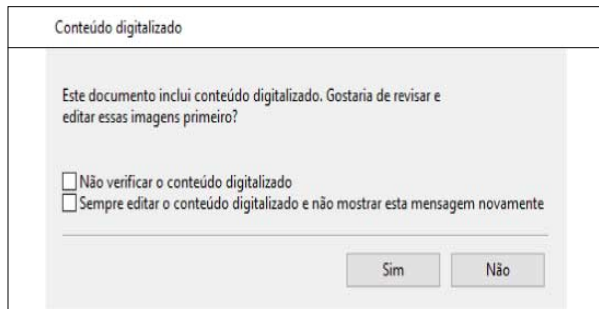 Conteúdo digitalizado
Este documento inclui conteúdo digitalizado. Gostaria de revisar e
editar essas imagens primeiro?
Não verificar o conteúdo digitalizado
Sempre editar o conteúdo digitalizado e não mostrar esta mensagem novamente
Sim
Não